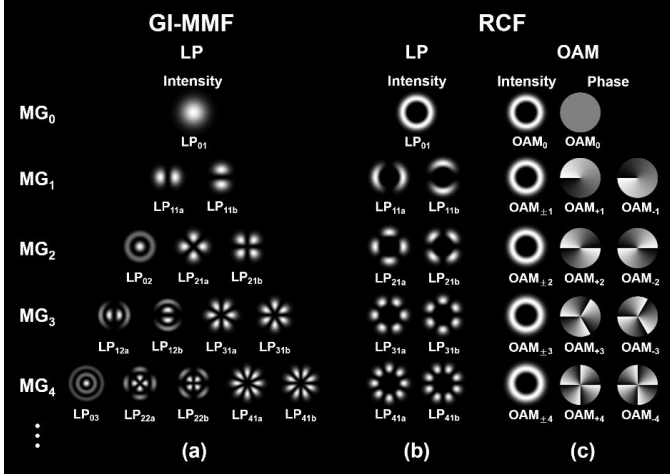 GI-MMF RCF
LP LP OAM
Intensity Intensity Intensity Phase
MG₀
LP₀₁ LP₀₁ OAM₀ OAM₀
MG₁
LP₁₁ₐ LP₁₁b LP₁₁ₐ LP₁₁b OAM±₁ OAM₊₁ OAM₋₁
MG₂
LP₀₂ LP₂₁ₐ LP₂₁b LP₂₁ₐ LP₂₁b OAM±₂ OAM₊₂ OAM₋₂
MG₃
LP₁₂ₐ LP₁₂b LP₃₁ₐ LP₃₁b LP₃₁ₐ LP₃₁b OAM±₃ OAM₊₃ OAM₋₃
MG₄
LP₀₃ LP₂₂ₐ LP₂₂b LP₄₁ₐ LP₄₁b LP₄₁ₐ LP₄₁b OAM±₄ OAM₊₄ OAM₋₄
⋮
(a) (b) (c)